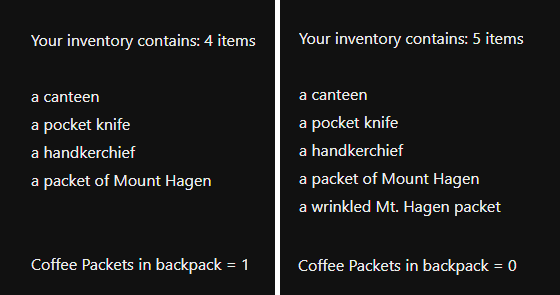 Your inventory contains: 4 items
a canteen
a pocket knife
a handkerchief
a packet of Mount Hagen
Coffee Packets in backpack = 1
Your inventory contains: 5 items
a canteen
a pocket knife
a handkerchief
a packet of Mount Hagen
a wrinkled Mt. Hagen packet
Coffee Packets in backpack = 0